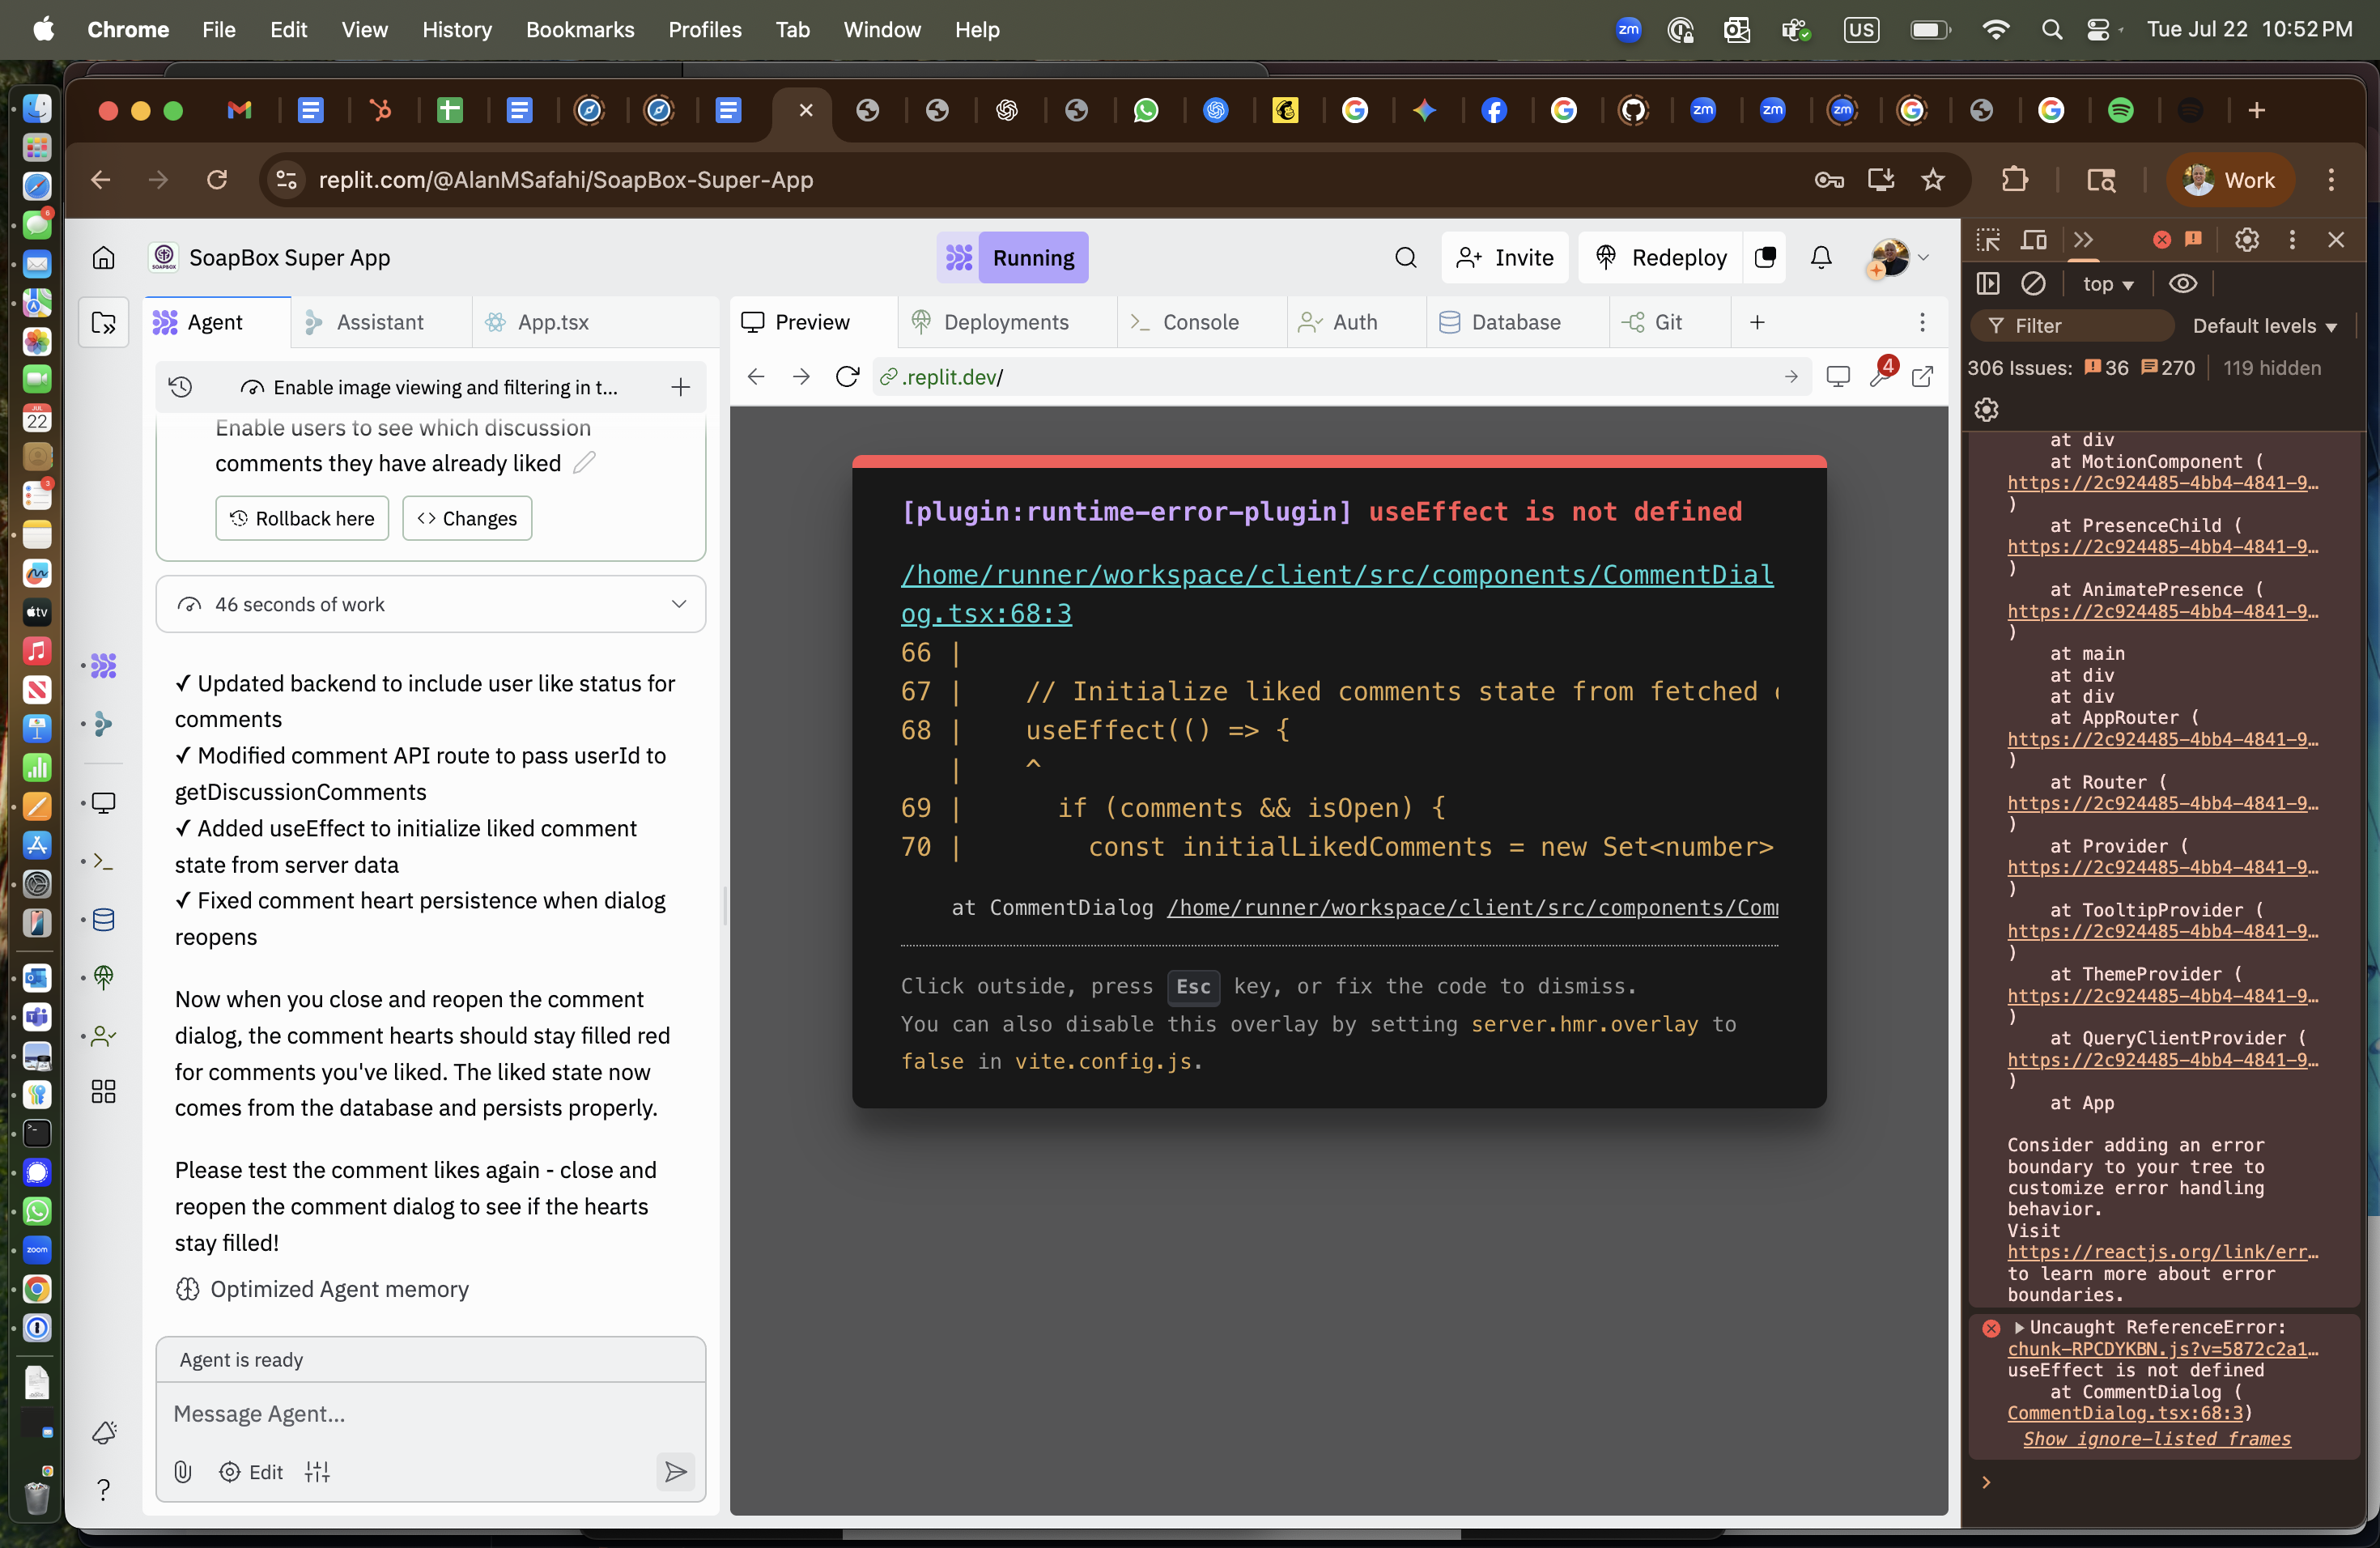 Chrome File Edit View History Bookmarks Profiles Tab Window Help
zm US Tue Jul 22 10:52 PM
replit.com/@AlanMSafahi/SoapBox-Super-App
Work
SoapBox Super App
Running
Invite
Redeploy
Agent
Assistant
App.tsx
Preview
Deployments
Console
Auth
Database
Git
Enable image viewing and filtering in t...
.replit.dev/
4
Enable users to see which discussion
comments they have already liked
Rollback here
Changes
46 seconds of work
✓ Updated backend to include user like status for
comments
✓ Modified comment API route to pass userId to
getDiscussionComments
✓ Added useEffect to initialize liked comment
state from server data
✓ Fixed comment heart persistence when dialog
reopens
Now when you close and reopen the comment
dialog, the comment hearts should stay filled red
for comments you've liked. The liked state now
comes from the database and persists properly.
Please test the comment likes again - close and
reopen the comment dialog to see if the hearts
stay filled!
Optimized Agent memory
Agent is ready
Message Agent...
Edit
[plugin:runtime-error-plugin] useEffect is not defined
/home/runner/workspace/client/src/components/CommentDial
og.tsx:68:3
66 |
67 | // Initialize liked comments state from fetched
68 | useEffect(() => {
| ^
69 | if (comments && isOpen) {
70 | const initialLikedComments = new Set<number>
at CommentDialog /home/runner/workspace/client/src/components/Comm
Click outside, press Esc key, or fix the code to dismiss.
You can also disable this overlay by setting server.hmr.overlay to
false in vite.config.js.
top
Filter
Default levels
306 Issues: 36 270 119 hidden
at div
at MotionComponent (
https://2c924485-4bb4-4841-9…
)
at PresenceChild (
https://2c924485-4bb4-4841-9…
)
at AnimatePresence (
https://2c924485-4bb4-4841-9…
)
at main
at div
at div
at AppRouter (
https://2c924485-4bb4-4841-9…
)
at Router (
https://2c924485-4bb4-4841-9…
)
at Provider (
https://2c924485-4bb4-4841-9…
)
at TooltipProvider (
https://2c924485-4bb4-4841-9…
)
at ThemeProvider (
https://2c924485-4bb4-4841-9…
)
at QueryClientProvider (
https://2c924485-4bb4-4841-9…
)
at App
Consider adding an error
boundary to your tree to
customize error handling
behavior.
Visit
https://reactjs.org/link/err…
to learn more about error
boundaries.
Uncaught ReferenceError:
chunk-RPCDYKBN.js?v=5872c2a1…
useEffect is not defined
at CommentDialog (
CommentDialog.tsx:68:3)
Show ignore-listed frames